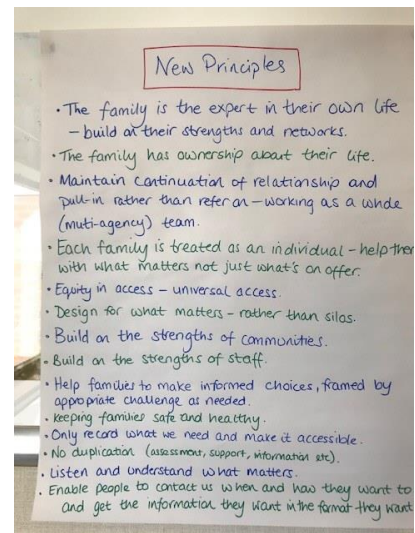 New Principles
• The family is the expert in their own life
– build on their strengths and networks.
• The family has ownership about their life.
• Maintain continuation of relationship and
pull-in rather than refer on – working as a whole
(muti-agency) team.
• Each family is treated as an individual – help them
with what matters not just what's on offer.
• Equity in access – universal access.
• Design for what matters – rather than silos.
• Build on the strengths of communities.
• Build on the strengths of staff.
• Help families to make informed choices, framed by
appropriate challenge as needed.
• Keeping families safe and healthy.
• Only record what we need and make it accessible.
• No duplication (assessment, support, information etc).
• Listen and understand what matters.
• Enable people to contact us when and how they want to
and get the information they want in the format they want